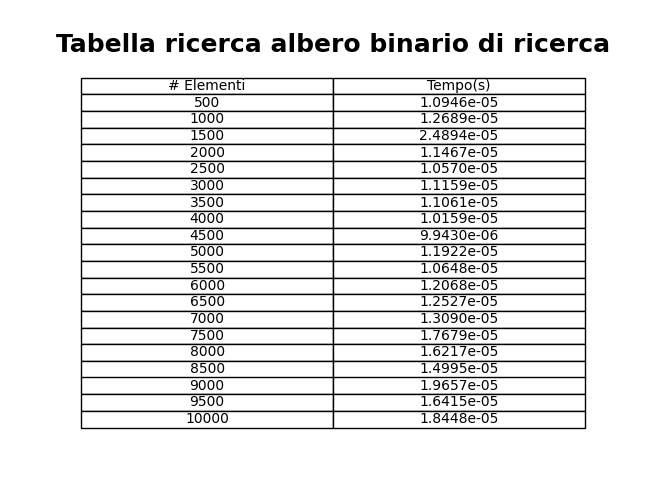 Tabella ricerca albero binario di ricerca
# Elementi Tempo(s)
500 1.0946e-05
1000 1.2689e-05
1500 2.4894e-05
2000 1.1467e-05
2500 1.0570e-05
3000 1.1159e-05
3500 1.1061e-05
4000 1.0159e-05
4500 9.9430e-06
5000 1.1922e-05
5500 1.0648e-05
6000 1.2068e-05
6500 1.2527e-05
7000 1.3090e-05
7500 1.7679e-05
8000 1.6217e-05
8500 1.4995e-05
9000 1.9657e-05
9500 1.6415e-05
10000 1.8448e-05